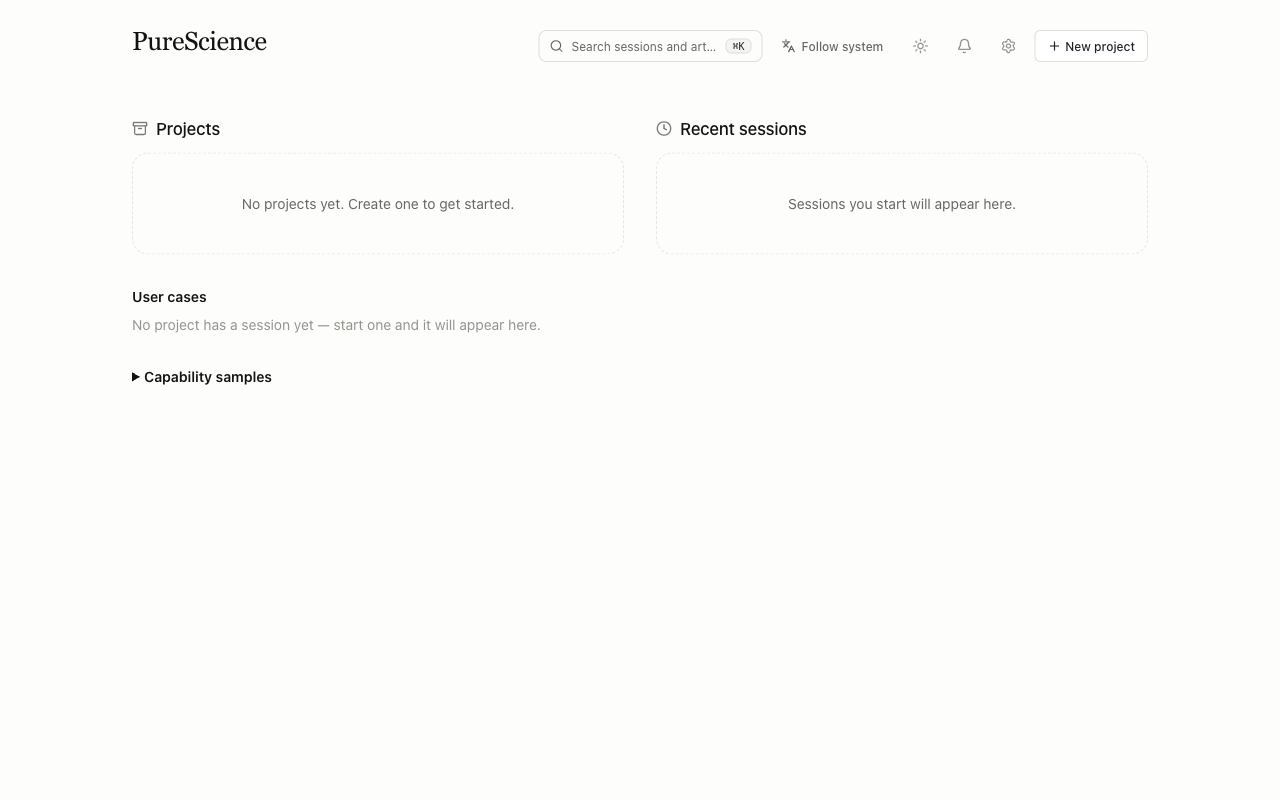 PureScience
Search sessions and art... ⌘K
Follow system
New project
Projects
Recent sessions
No projects yet. Create one to get started.
Sessions you start will appear here.
User cases
No project has a session yet — start one and it will appear here.
Capability samples